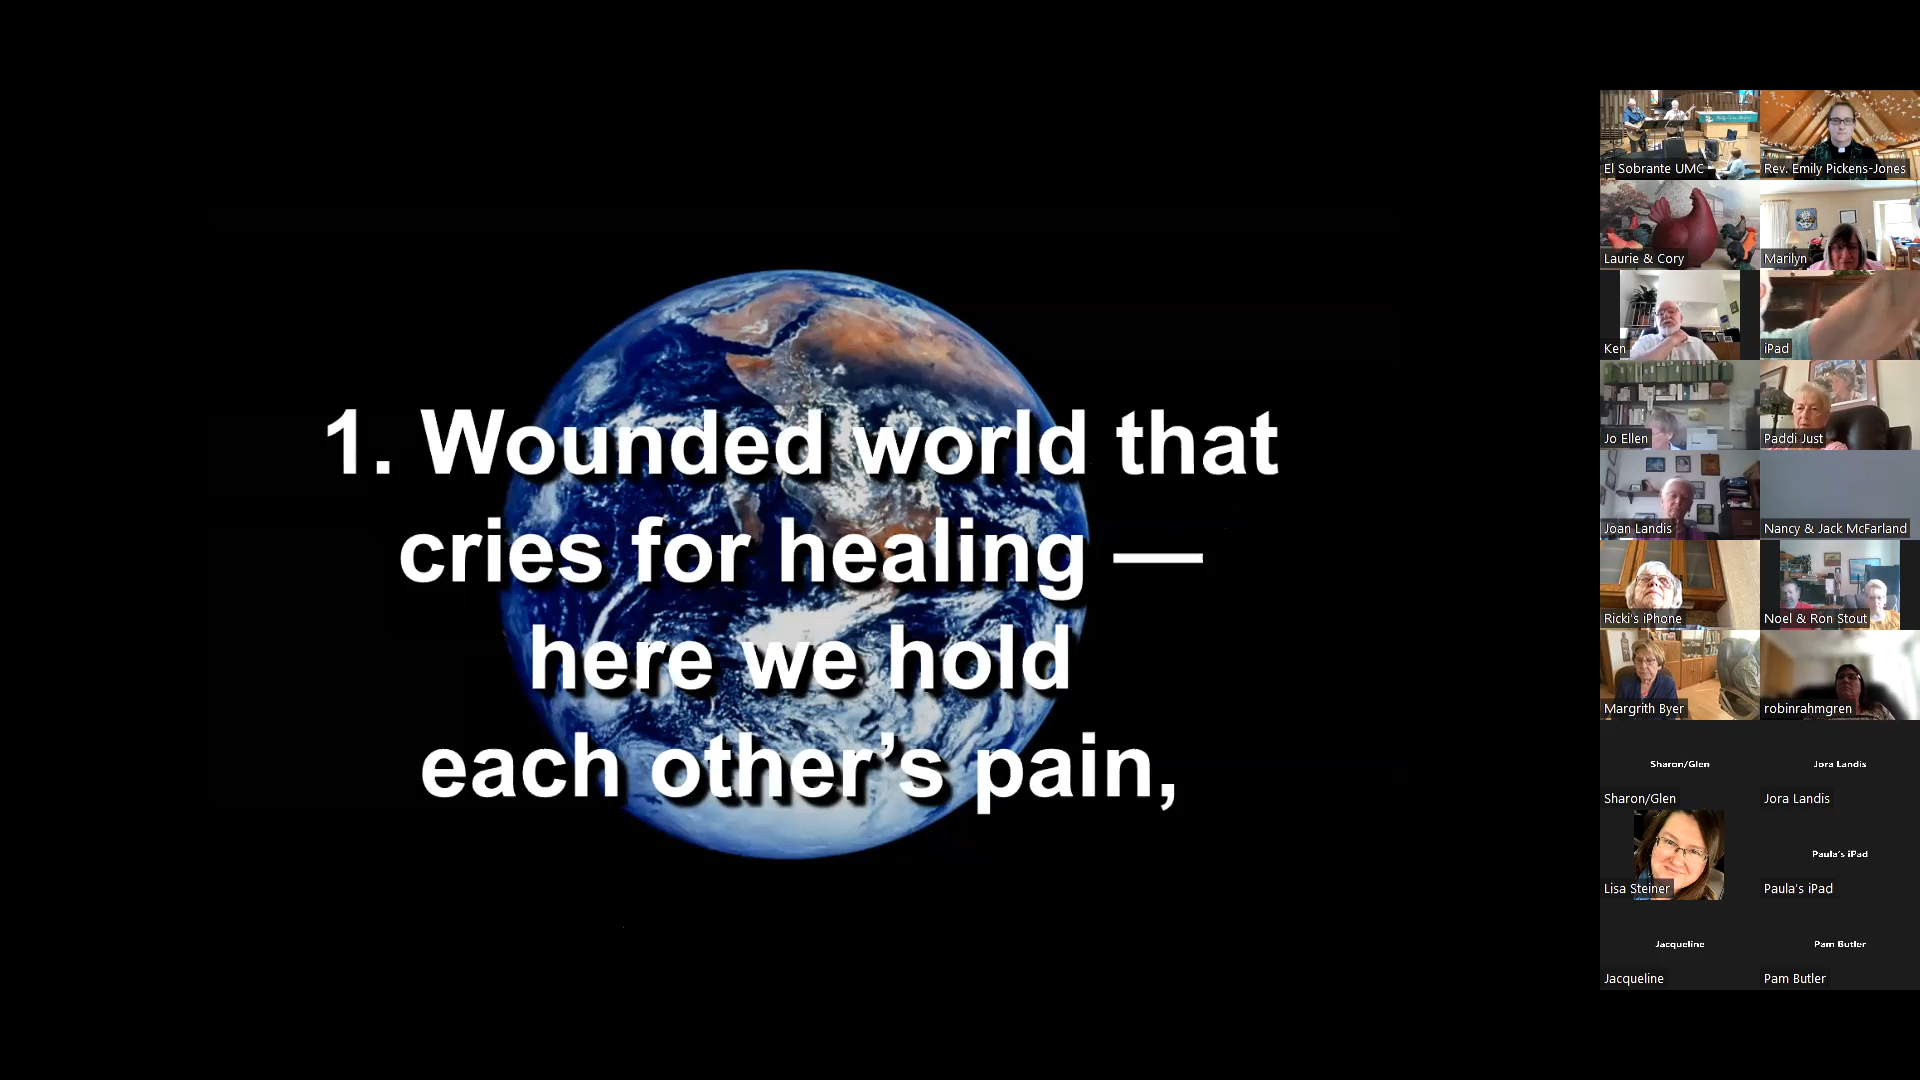 1. Wounded world that
cries for healing —
here we hold
each other’s pain,
El Sobrante UMC
Rev. Emily Pickens-Jones
Laurie & Cory
Marilyn
Ken
iPad
Jo Ellen
Paddi Just
Joan Landis
Nancy & Jack McFarland
Ricki's iPhone
Noel & Ron Stout
Margrith Byer
robinrahmgren
Sharon/Glen
Sharon/Glen
Jora Landis
Jora Landis
Lisa Steiner
Paula's iPad
Paula's iPad
Jacqueline
Jacqueline
Pam Butler
Pam Butler